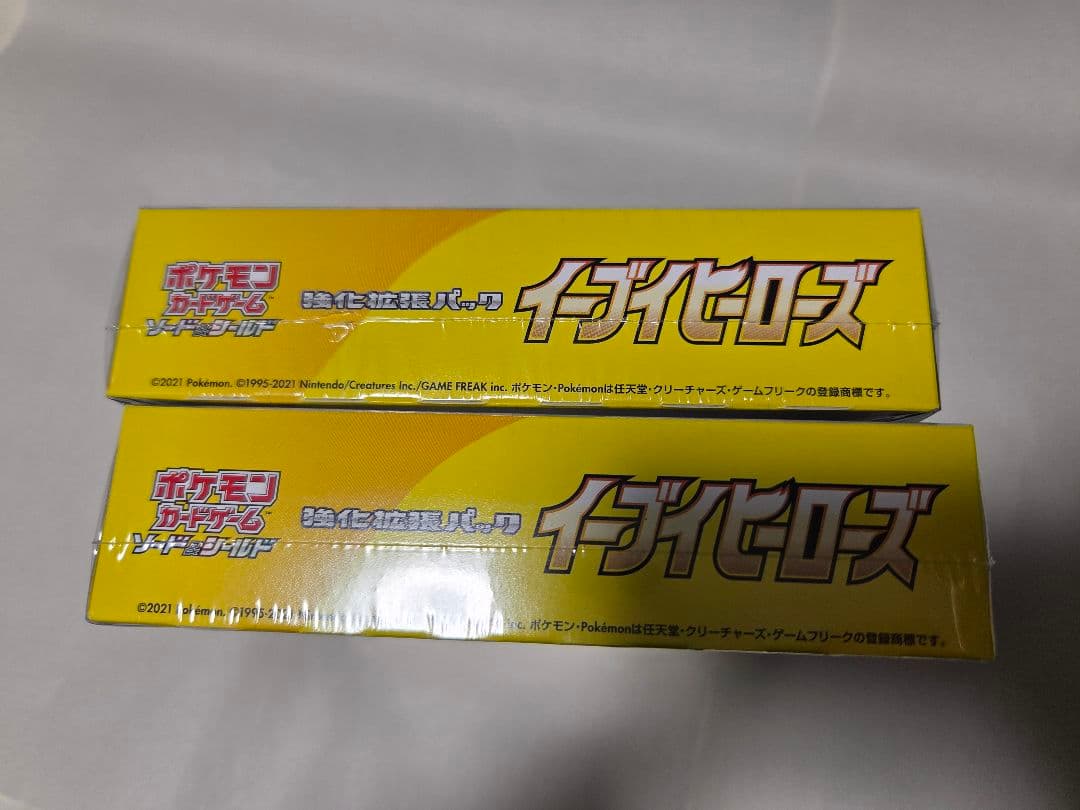 ポケモン
カードゲーム
ソード&シールド
強化拡張パック
イーブイヒーローズ
©2021 Pokémon. ©1995-2021 Nintendo/Creatures Inc./GAME FREAK inc. ポケモン・Pokémonは任天堂・クリーチャーズ・ゲームフリークの登録商標です。
ポケモン
カードゲーム
ソード&シールド
強化拡張パック
イーブイヒーローズ
©2021 Pokémon. ©1995-2 inc. ポケモン・Pokémonは任天堂・クリーチャーズ・ゲームフリークの登録商標です。